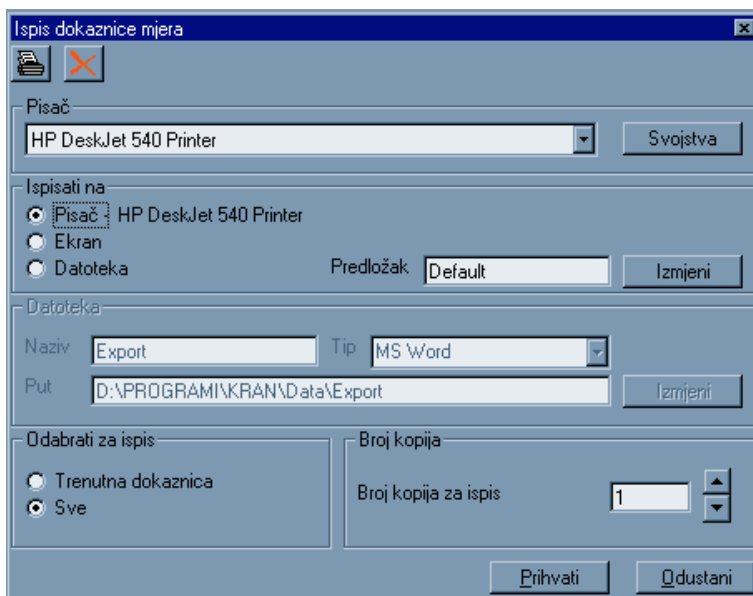 Ispis dokaznice mjera
Pisač
HP DeskJet 540 Printer
Svojstva
Ispisati na
Pisač - HP DeskJet 540 Printer
Ekran
Datoteka
Predložak
Default
Izmjeni
Datoteka
Naziv
Export
Tip
MS Word
Put
D:\PROGRAMI\KRAN\Data\Export
Izmjeni
Odabrati za ispis
Trenutna dokaznica
Sve
Broj kopija
Broj kopija za ispis
1
Prihvati
Odustani